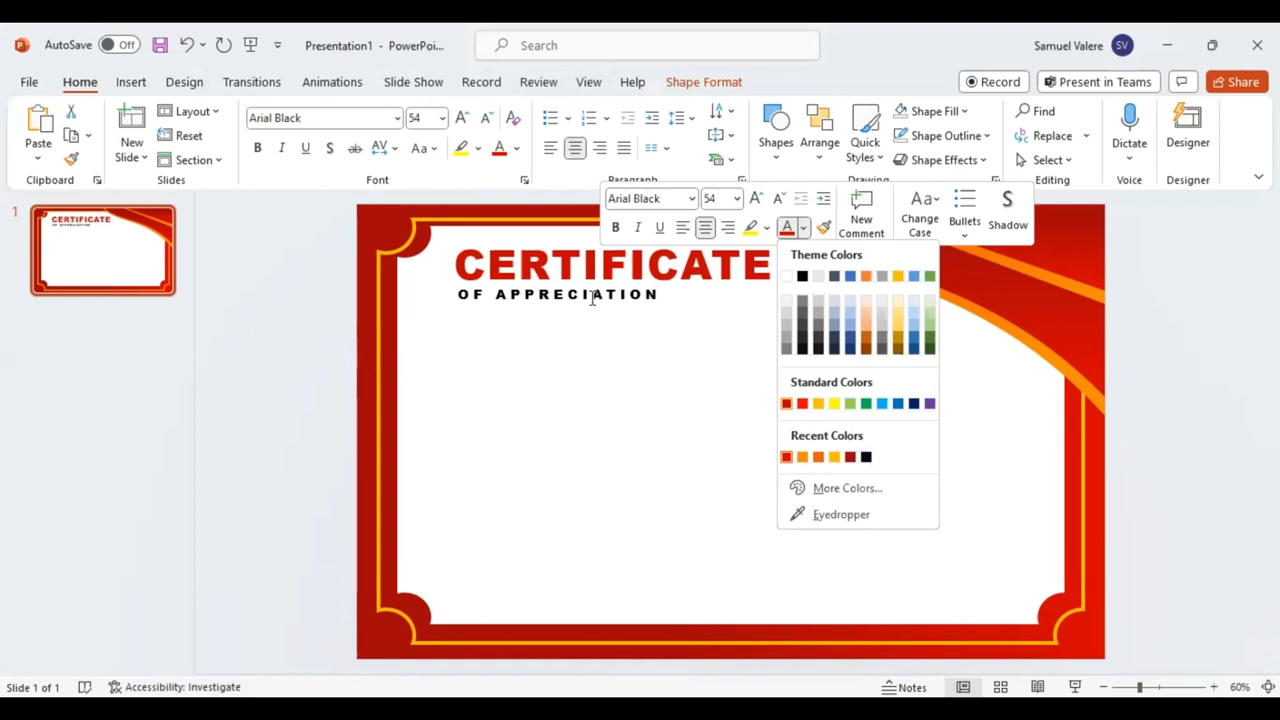 AutoSave Off Presentation1 - PowerPoi... Search Samuel Valere SV
File Home Insert Design Transitions Animations Slide Show Record Review View Help Shape Format Record Present in Teams Share
Paste New Slide Layout Reset Section Arial Black 54 Shapes Arrange Quick Styles Shape Fill Shape Outline Shape Effects Find Replace Select Dictate Designer
Clipboard Slides Font Paragraph Drawing Editing Voice Designer
Arial Black 54 New Comment Aa Change Case Bullets S Shadow
1
CERTIFICATE
OF APPRECIATION
Theme Colors
CERTIFICATE
OF APPRECIATION
Standard Colors
Recent Colors
More Colors...
Eyedropper
Slide 1 of 1 Accessibility: Investigate Notes 60%